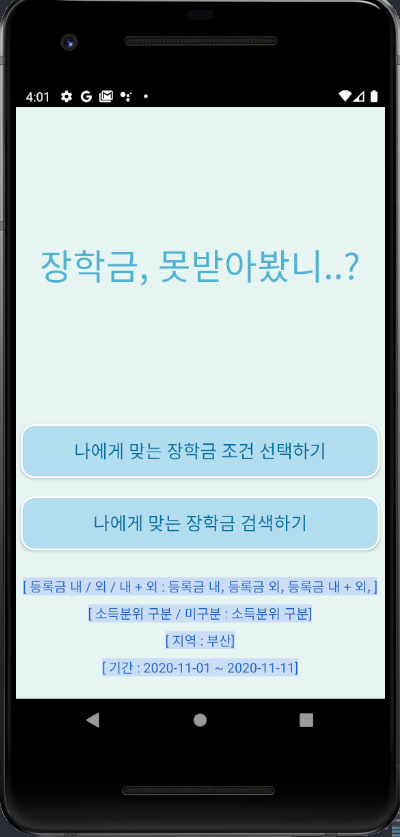 4:01
장학금, 못받아봤니..?
나에게 맞는 장학금 조건 선택하기
나에게 맞는 장학금 검색하기
[ 등록금 내 / 외 / 내 + 외 : 등록금 내, 등록금 외, 등록금 내 + 외, ]
[ 소득분위 구분 / 미구분 : 소득분위 구분]
[ 지역 : 부산]
[ 기간 : 2020-11-01 ~ 2020-11-11]